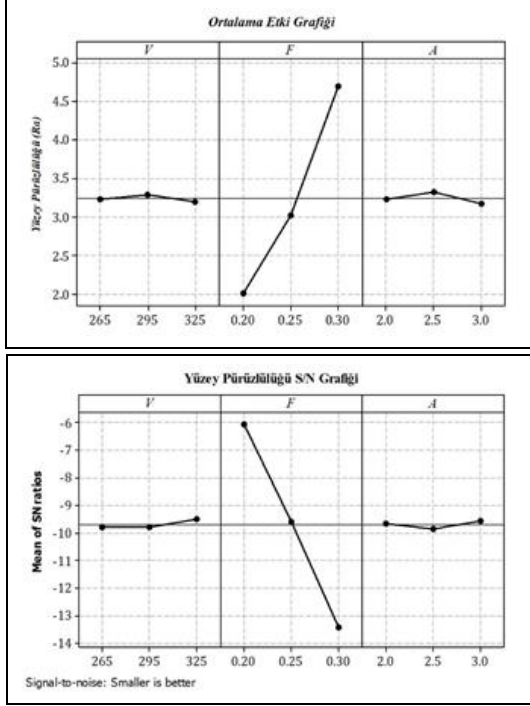 Ortalama Etki Grafiği
V F A
Yüzey Pürüzlülüğü (Ra)
5.0
4.5
4.0
3.5
3.0
2.5
2.0
265 295 325 0.20 0.25 0.30 2.0 2.5 3.0
Yüzey Pürüzlülüğü S/N Grafiği
V F A
Mean of SN ratios
-6
-7
-8
-9
-10
-11
-12
-13
-14
265 295 325 0.20 0.25 0.30 2.0 2.5 3.0
Signal-to-noise: Smaller is better